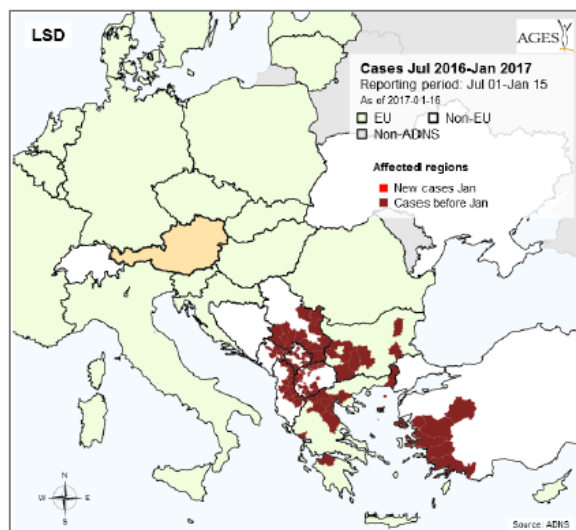 LSD
AGES
Cases Jul 2016-Jan 2017
Reporting period: Jul 01-Jan 15
As of 2017-01-16
EU
Non-EU
Non-ADNS
Affected regions
New cases Jan
Cases before Jan
N
W
E
S
Source: ADNS